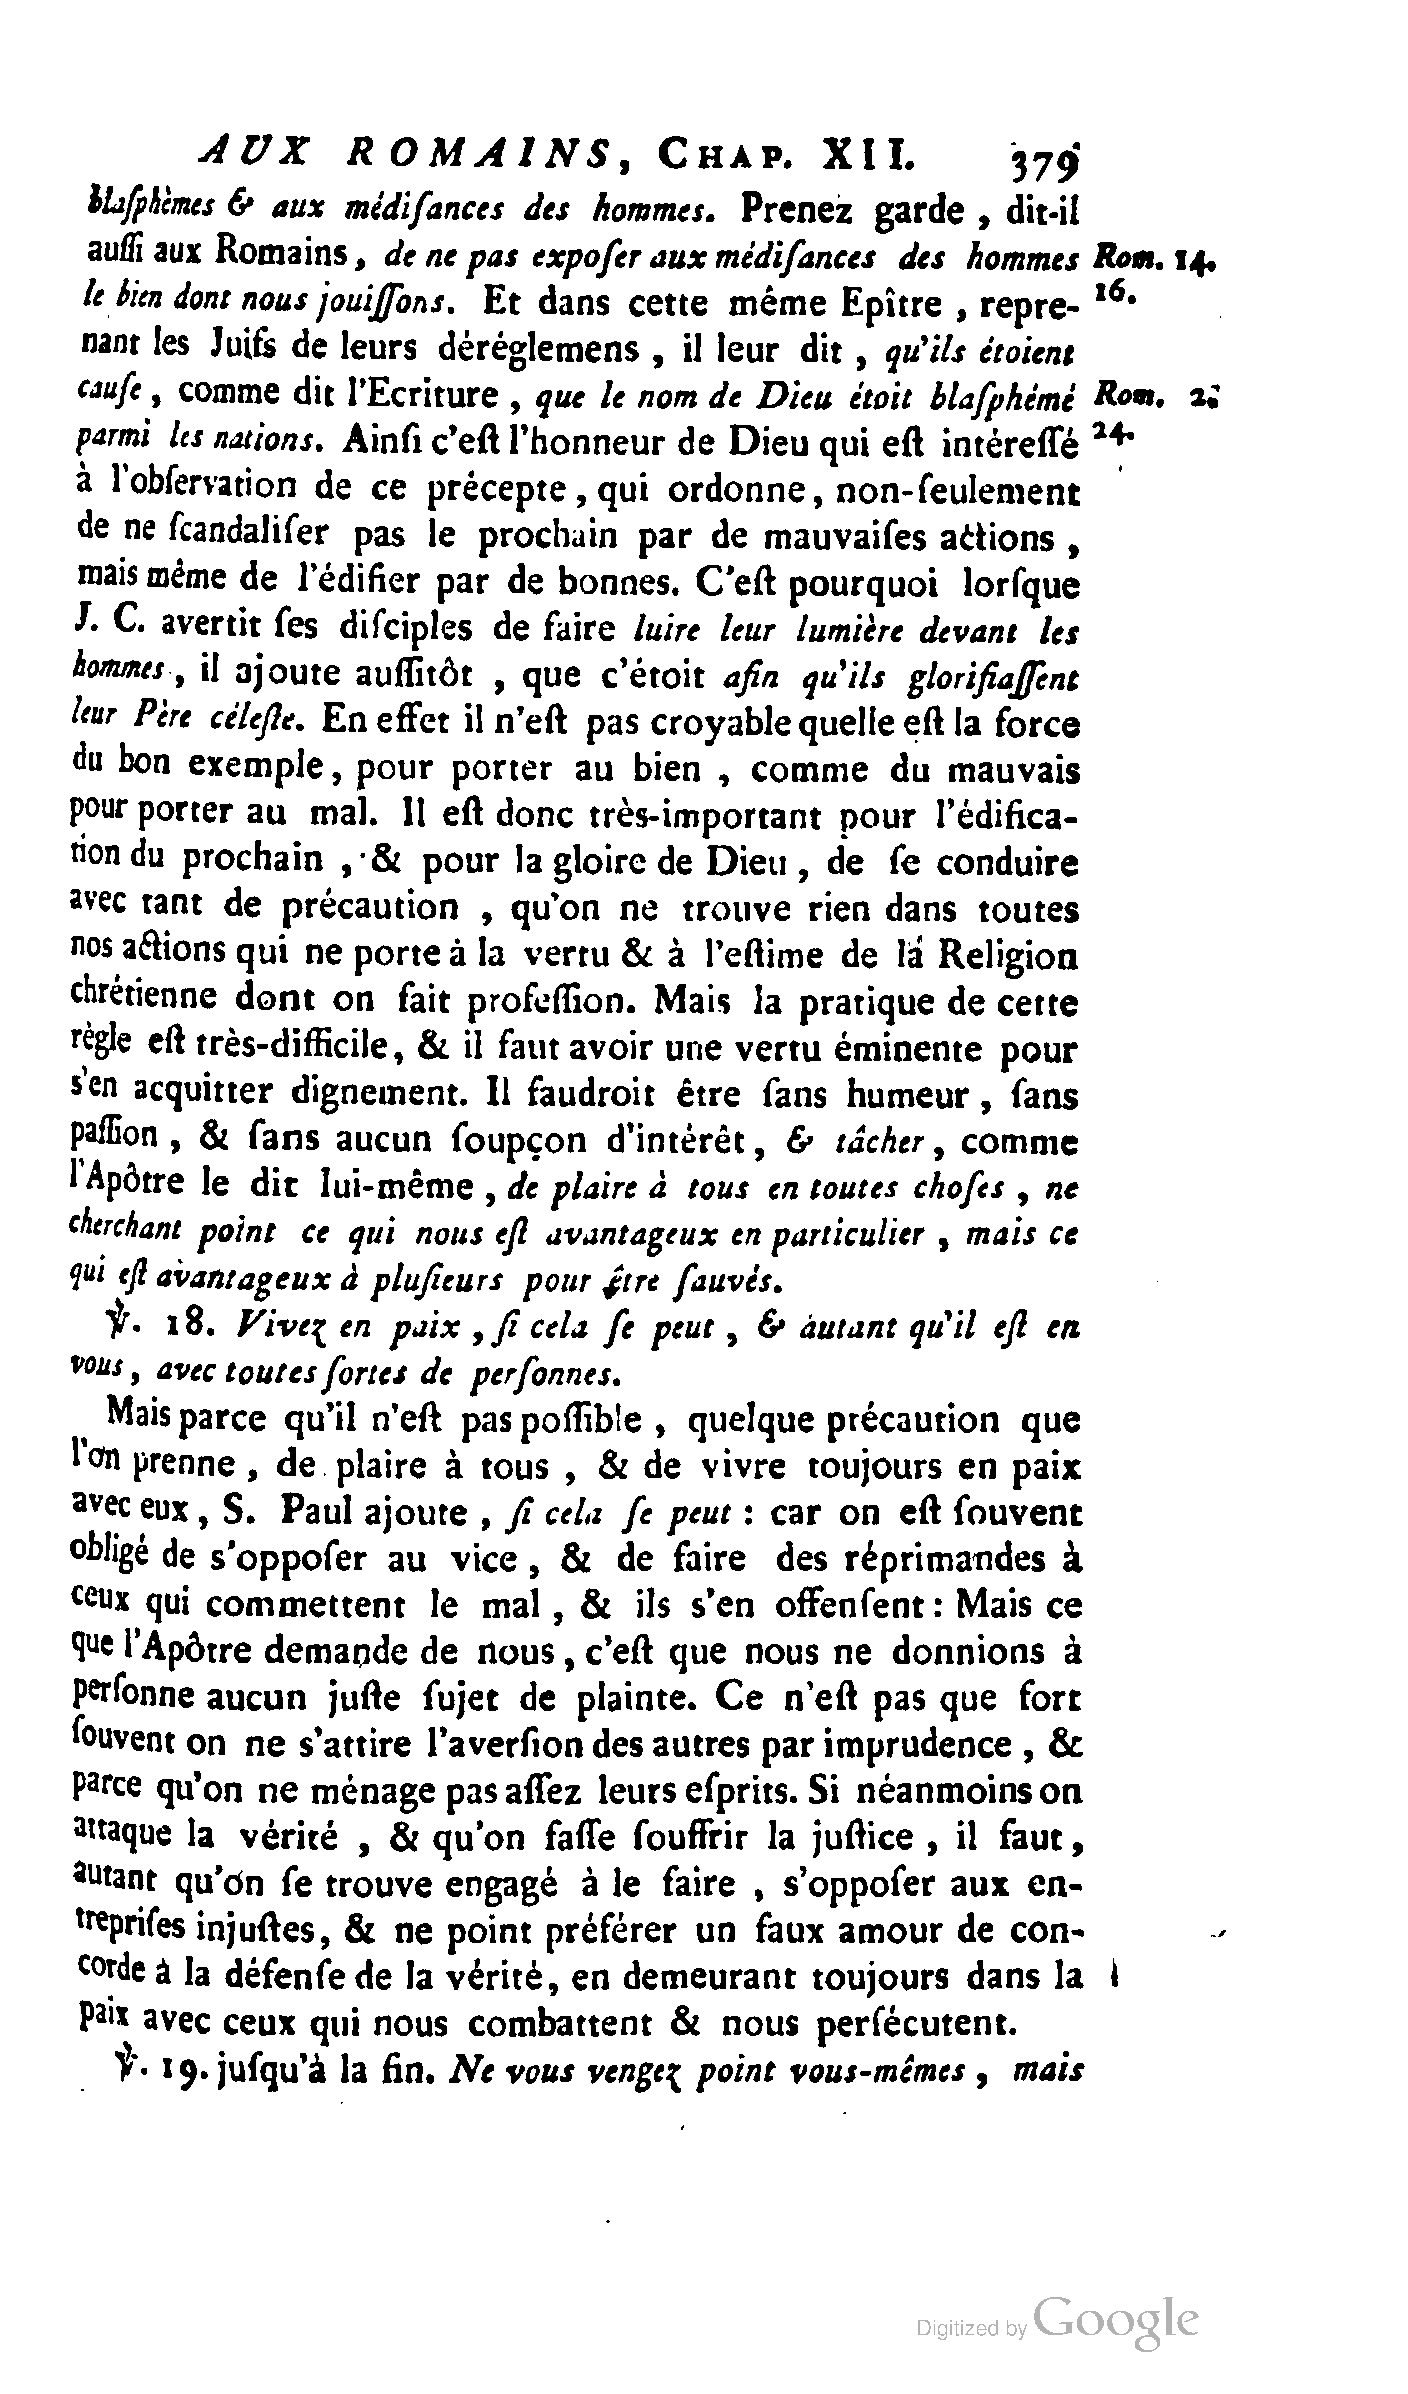 AUX ROMAINS, CHAP. XII. 379
blaſphèmes & aux médiſances des hommes. Prenez garde, dit-il
auſſi aux Romains, de ne pas expoſer aux médiſances des hommes Rom. 14.
le bien dont nous jouiſſons. Et dans cette même Epître, repre- 16.
nant les Juifs de leurs déréglemens, il leur dit, qu'ils étoient
cauſe, comme dit l'Ecriture, que le nom de Dieu étoit blaſphémé Rom. 2.
parmi les nations. Ainſi c'eſt l'honneur de Dieu qui eſt intéreſſé 24.
à l'obſervation de ce précepte, qui ordonne, non-ſeulement
de ne ſcandaliſer pas le prochain par de mauvaiſes actions,
mais même de l'édifier par de bonnes. C'eſt pourquoi lorſque
J. C. avertit ſes diſciples de faire luire leur lumière devant les
hommes, il ajoute auſſitôt, que c'étoit afin qu'ils glorifiaſſent
leur Père céleſte. En effet il n'eſt pas croyable quelle eſt la force
du bon exemple, pour porter au bien, comme du mauvais
pour porter au mal. Il eſt donc très-important pour l'édifica-
tion du prochain, & pour la gloire de Dieu, de ſe conduire
avec tant de précaution, qu'on ne trouve rien dans toutes
nos actions qui ne porte à la vertu & à l'eſtime de la Religion
chrétienne dont on fait profeſſion. Mais la pratique de cette
règle eſt très-difficile, & il faut avoir une vertu éminente pour
s'en acquitter dignement. Il faudroit être ſans humeur, ſans
paſſion, & ſans aucun ſoupçon d'intérêt, & tâcher, comme
l'Apôtre le dit lui-même, de plaire à tous en toutes choſes, ne
cherchant point ce qui nous eſt avantageux en particulier, mais ce
qui eſt avantageux à pluſieurs pour être ſauvés.
℣. 18. Vivez en paix, ſi cela ſe peut, & autant qu'il eſt en
vous, avec toutes ſortes de perſonnes.
Mais parce qu'il n'eſt pas poſſible, quelque précaution que
l'on prenne, de plaire à tous, & de vivre toujours en paix
avec eux, S. Paul ajoute, ſi cela ſe peut : car on eſt ſouvent
obligé de s'oppoſer au vice, & de faire des réprimandes à
ceux qui commettent le mal, & ils s'en offenſent : Mais ce
que l'Apôtre demande de nous, c'eſt que nous ne donnions à
perſonne aucun juſte ſujet de plainte. Ce n'eſt pas que fort
ſouvent on ne s'attire l'averſion des autres par imprudence, &
parce qu'on ne ménage pas aſſez leurs eſprits. Si néanmoins on
attaque la vérité, & qu'on faſſe ſouffrir la juſtice, il faut,
autant qu'on ſe trouve engagé à le faire, s'oppoſer aux en-
trepriſes injuſtes, & ne point préférer un faux amour de con-
corde à la défenſe de la vérité, en demeurant toujours dans la
paix avec ceux qui nous combattent & nous perſécutent.
℣. 19. juſqu'à la fin. Ne vous vengez point vous-mêmes, mais
Digitized by Google